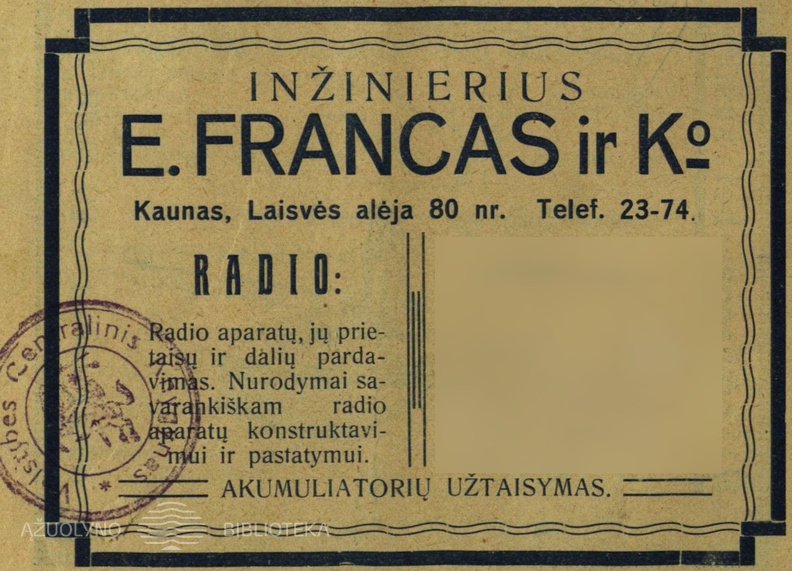 INŽINIERIUS
E. FRANCAS ir Kº
Kaunas, Laisvės alėja 80 nr. Telef. 23-74.
RADIO:
Radio aparatų, jų prie-
taisų ir dalių parda-
vimas. Nurodymai sa-
varankiškam radio
aparatų konstruktavi-
mui ir pastatymui.
AKUMULIATORIŲ UŽTAISYMAS.
Centralinis
AŽUOLYNO BIBLIOTEKA